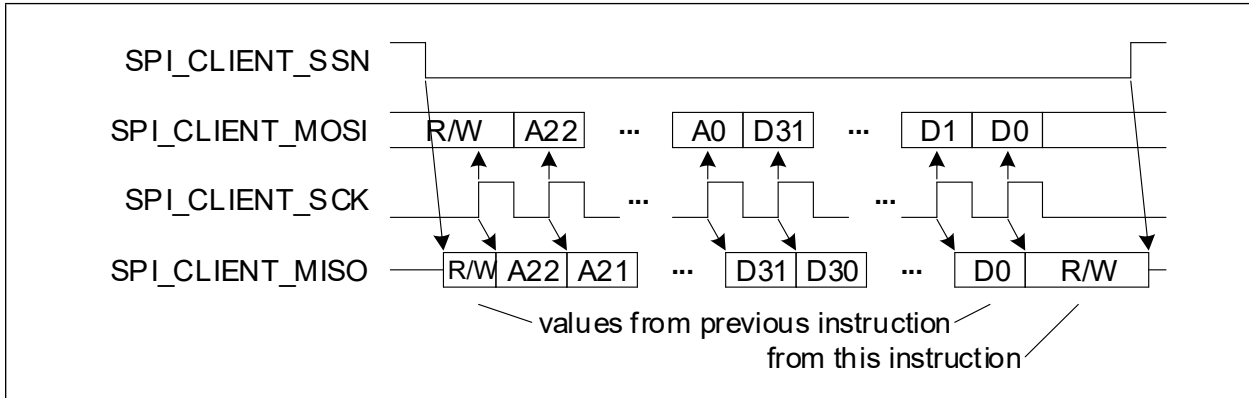 SPI_CLIENT_SSN
SPI_CLIENT_MOSI R/W A22 ... A0 D31 ... D1 D0
SPI_CLIENT_SCK ... ...
SPI_CLIENT_MISO R/W A22 A21 ... D31 D30 ... D0 R/W
values from previous instruction
from this instruction